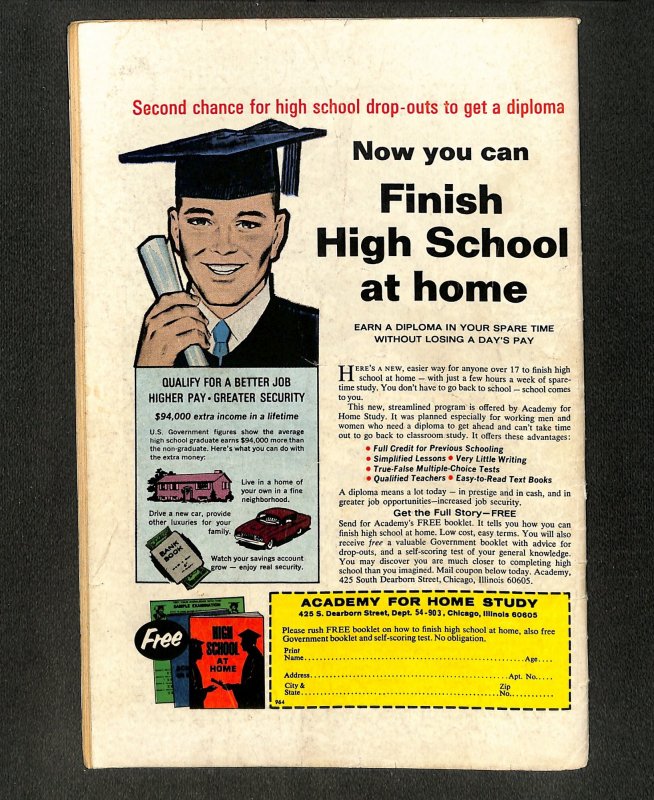 Second chance for high school drop-outs to get a diploma
Now you can
Finish
High School
at home
EARN A DIPLOMA IN YOUR SPARE TIME
WITHOUT LOSING A DAY'S PAY
HERE'S A NEW, easier way for anyone over 17 to finish high
school at home — with just a few hours a week of spare-
time study. You don't have to go back to school — school comes
to you.
This new, streamlined program is offered by Academy for
Home Study. It was planned especially for working men and
women who need a diploma to get ahead and can't take time
out to go back to classroom study. It offers these advantages:
• Full Credit for Previous Schooling
• Simplified Lessons • Very Little Writing
• True-False Multiple-Choice Tests
• Qualified Teachers • Easy-to-Read Text Books
A diploma means a lot today — in prestige and in cash, and in
greater job opportunities—increased job security.
Get the Full Story—FREE
Send for Academy's FREE booklet. It tells you how you can
finish high school at home. Low cost, easy terms. You will also
receive free a valuable Government booklet with advice for
drop-outs, and a self-scoring test of your general knowledge.
You may discover you are much closer to completing high
school than you imagined. Mail coupon below today. Academy,
425 South Dearborn Street, Chicago, Illinois 60605.
QUALIFY FOR A BETTER JOB
HIGHER PAY • GREATER SECURITY
$94,000 extra income in a lifetime
U.S. Government figures show the average
high school graduate earns $94,000 more than
the non-graduate. Here's what you can do with
the extra money:
Live in a home of
your own in a fine
neighborhood.
Drive a new car, provide
other luxuries for your
family.
BANK
BOOK
Watch your savings account
grow — enjoy real security.
Free
SAMPLE EXAMINATION
HIGH
SCHOOL
AT
HOME
ACADEMY FOR HOME STUDY
425 S. Dearborn Street, Dept. 54-903, Chicago, Illinois 60605
Please rush FREE booklet on how to finish high school at home, also free
Government booklet and self-scoring test. No obligation.
Print
Name..............................................................Age....
Address..............................................................Apt. No.....
City & Zip
State..............................................................No...........
964